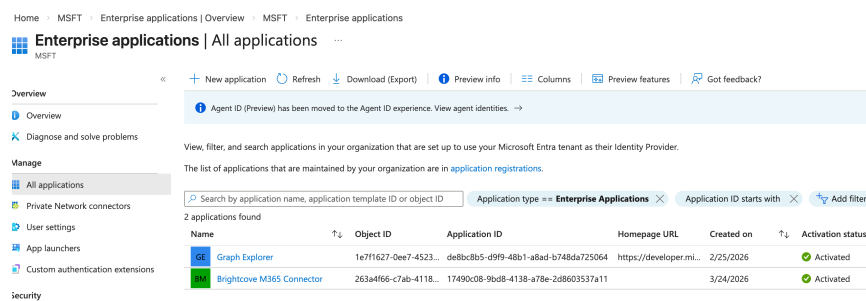 Home > MSFT > Enterprise applications | Overview > MSFT > Enterprise applications
Enterprise applications | All applications ...
MSFT
«
+ New application Refresh Download (Export) Preview info Columns Preview features Got feedback?
Overview
Overview
Diagnose and solve problems
Manage
All applications
Private Network connectors
User settings
App launchers
Custom authentication extensions
Security
Agent ID (Preview) has been moved to the Agent ID experience. View agent identities. →
View, filter, and search applications in your organization that are set up to use your Microsoft Entra tenant as their Identity Provider.
The list of applications that are maintained by your organization are in application registrations.
Search by application name, application template ID or object ID Application type == Enterprise Applications × Application ID starts with × Add filter
2 applications found
Name ↑↓ Object ID Application ID Homepage URL Created on ↑↓ Activation status
GE Graph Explorer 1e7f1627-0ee7-4523... de8bc8b5-d9f9-48b1-a8ad-b748da725064 https://developer.mi... 2/25/2026 Activated
BM Brightcove M365 Connector 263a4f66-c7ab-4118... 17490c08-9bd8-4138-a78e-2d8603537a11 3/24/2026 Activated